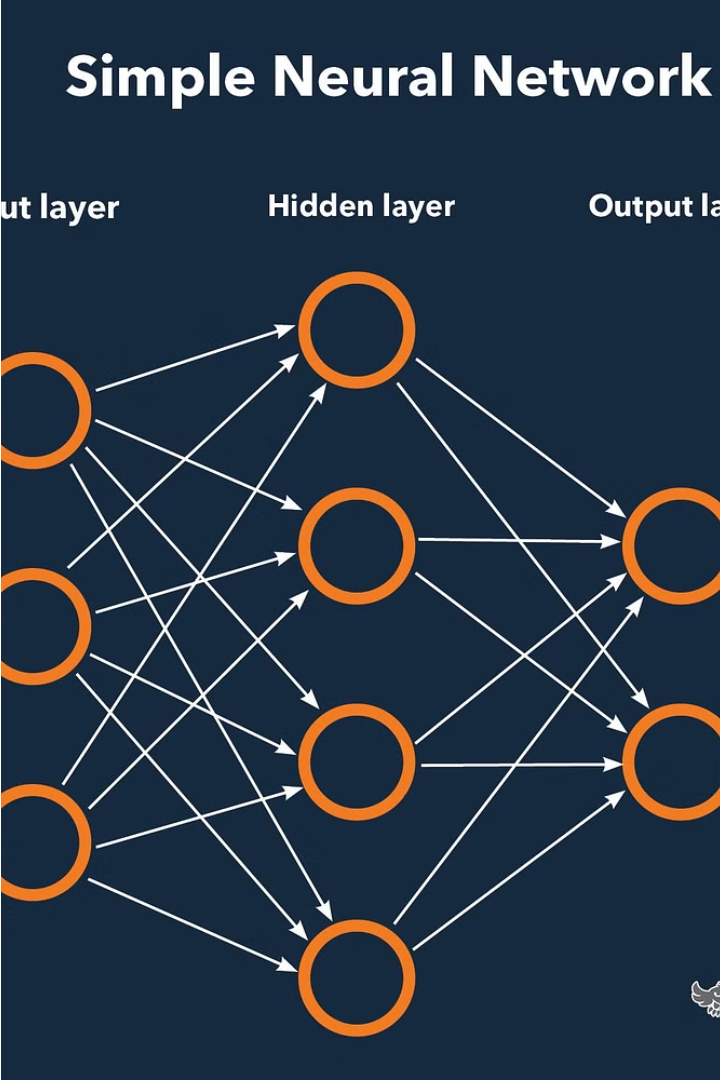 Simple Neural Network
ut layer
Hidden layer
Output la